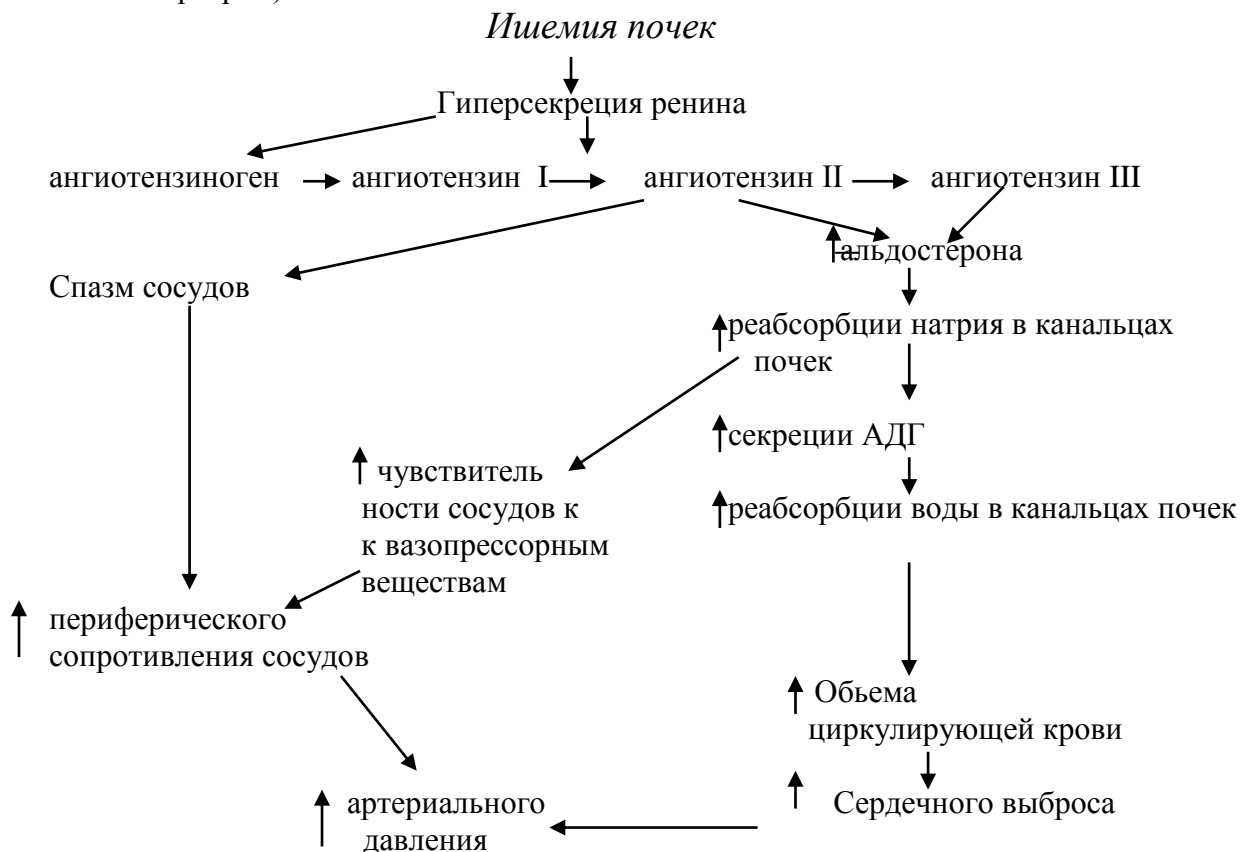 Ишемия почек
Гиперсекреция ренина
ангиотензиноген → ангиотензин I → ангиотензин II → ангиотензин III
↑альдостерона
Спазм сосудов
↑реабсорбции натрия в канальцах
почек
↑секреции АДГ
↑ чувствитель
ности сосудов к
к вазопрессорным
веществам
↑реабсорбции воды в канальцах почек
↑ периферического
сопротивления сосудов
↑ Обьема
циркулирующей крови
↑ Сердечного выброса
↑ артериального
давления